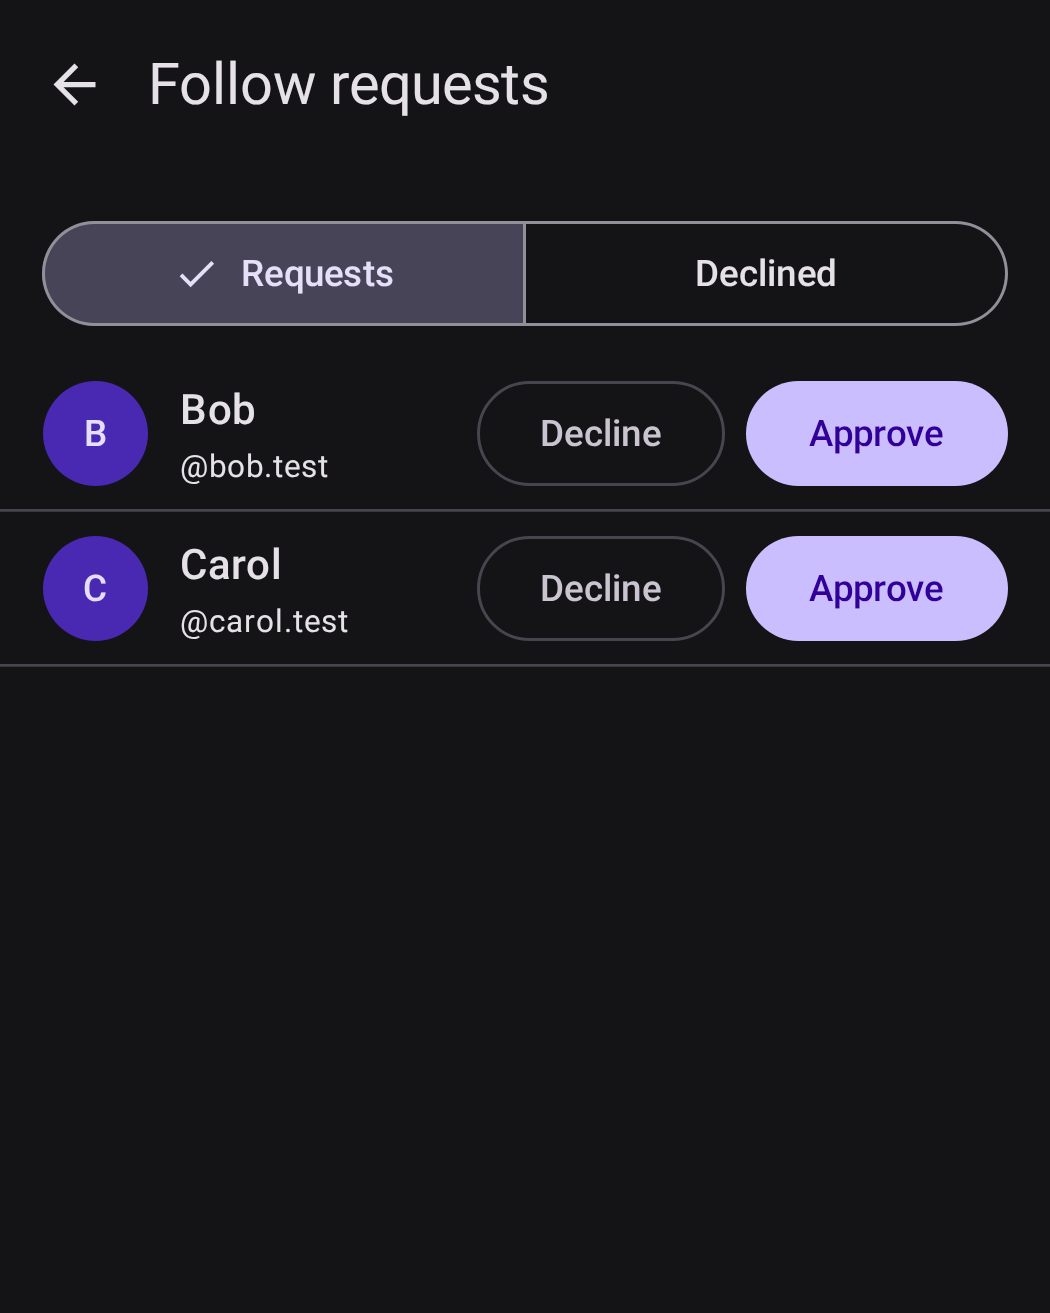 Follow requests
Requests
Declined
B
Bob
@bob.test
Decline
Approve
C
Carol
@carol.test
Decline
Approve